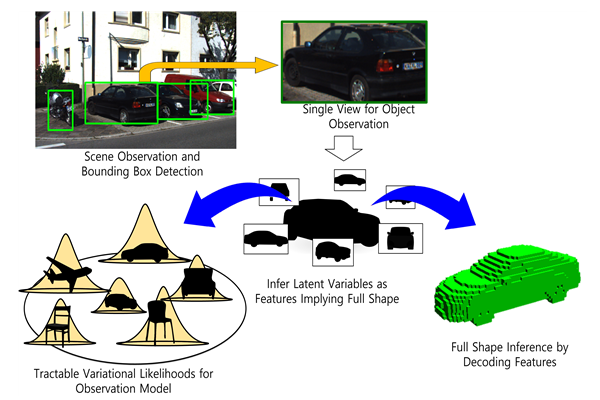 Scene Observation and
Bounding Box Detection
Single View for Object
Observation
Infer Latent Variables as
Features Implying Full Shape
Tractable Variational Likelihoods for
Observation Model
Full Shape Inference by
Decoding Features